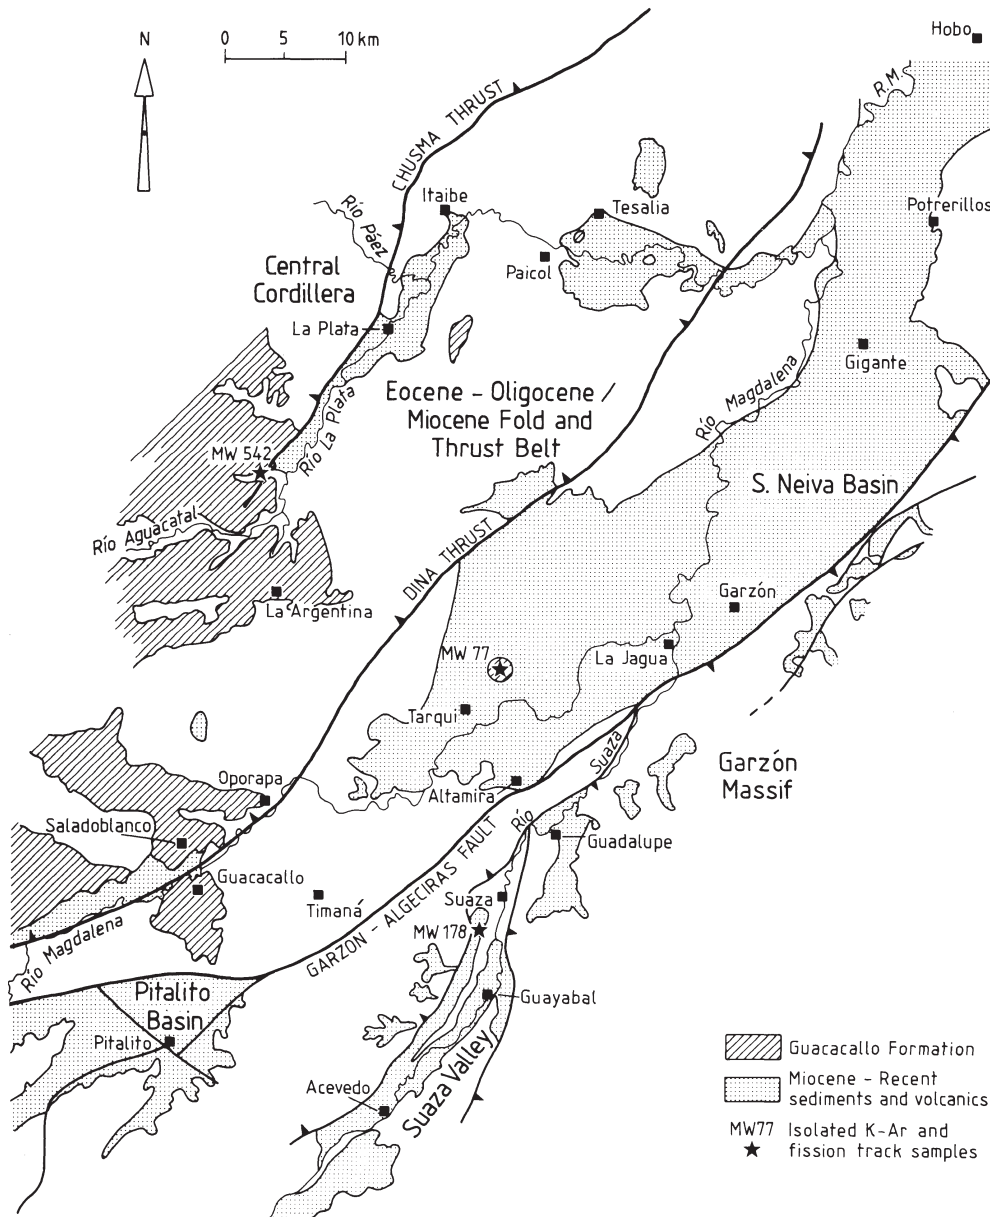 Hobo
N
0 5 10 km
R.M.
CHUSMA THRUST
Itaibe
Tesalia
Potrerillos
Río Páez
Paicol
Central
Cordillera
La Plata
Gigante
Eocene - Oligocene /
Miocene Fold and
Thrust Belt
Río Magdalena
Río La Plata
MW 542
S. Neiva Basin
Río Aguacatal
DINA THRUST
La Argentina
Garzón
MW 77
La Jagua
Tarqui
Suaza
Garzón
Massif
Oporapa
Altamira
Río
Saladoblanco
Guadalupe
Guacacallo
Timaná
Suaza
GARZON - ALGECIRAS FAULT
MW 178
Río Magdalena
Pitalito
Basin
Guayabal
Pitalito
Suaza Valley
Acevedo
Guacacallo Formation
Miocene - Recent
sediments and volcanics
MW77 Isolated K-Ar and
fission track samples